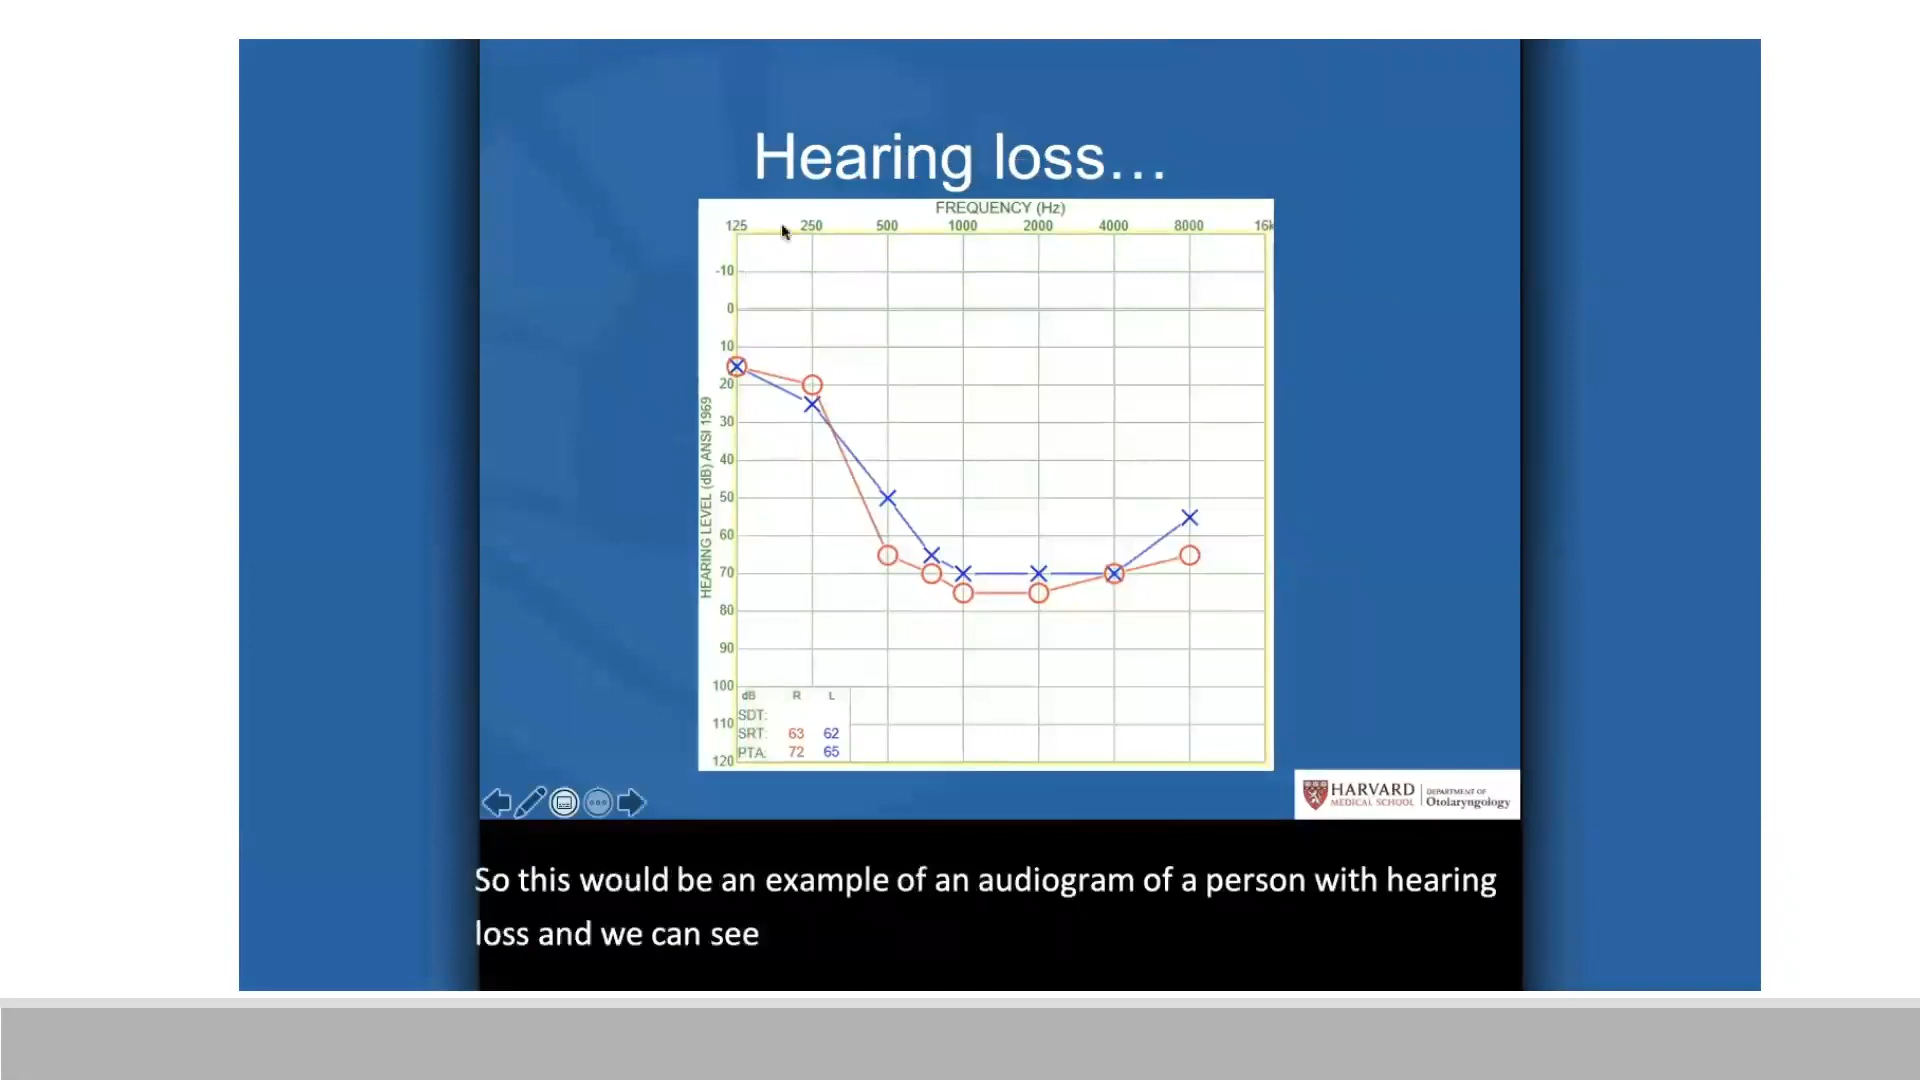 Hearing loss...
FREQUENCY (Hz)
125 250 500 1000 2000 4000 8000 16k
-10
0
10
20
30
40
50
60
70
80
90
100
110
120
HEARING LEVEL (dB) ANSI 1969
dB R L
SDT:
SRT: 63 62
PTA: 72 65
HARVARD
MEDICAL SCHOOL
DEPARTMENT OF
Otolaryngology
So this would be an example of an audiogram of a person with hearing
loss and we can see